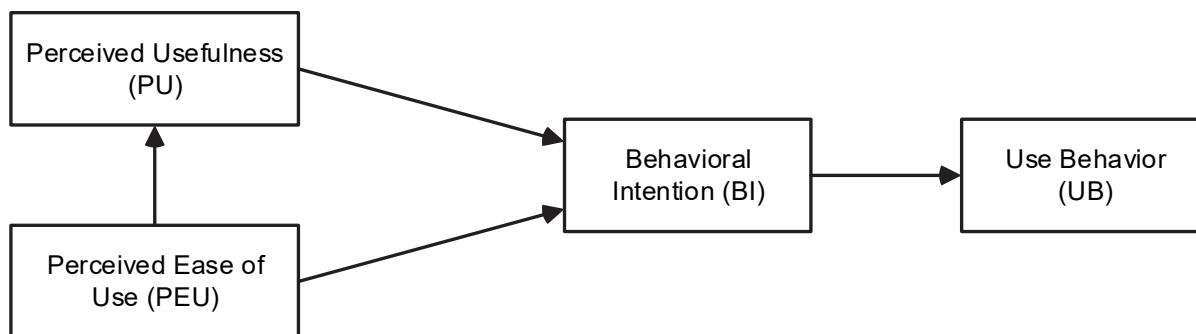 Perceived Usefulness
(PU)
Perceived Ease of
Use (PEU)
Behavioral
Intention (BI)
Use Behavior
(UB)